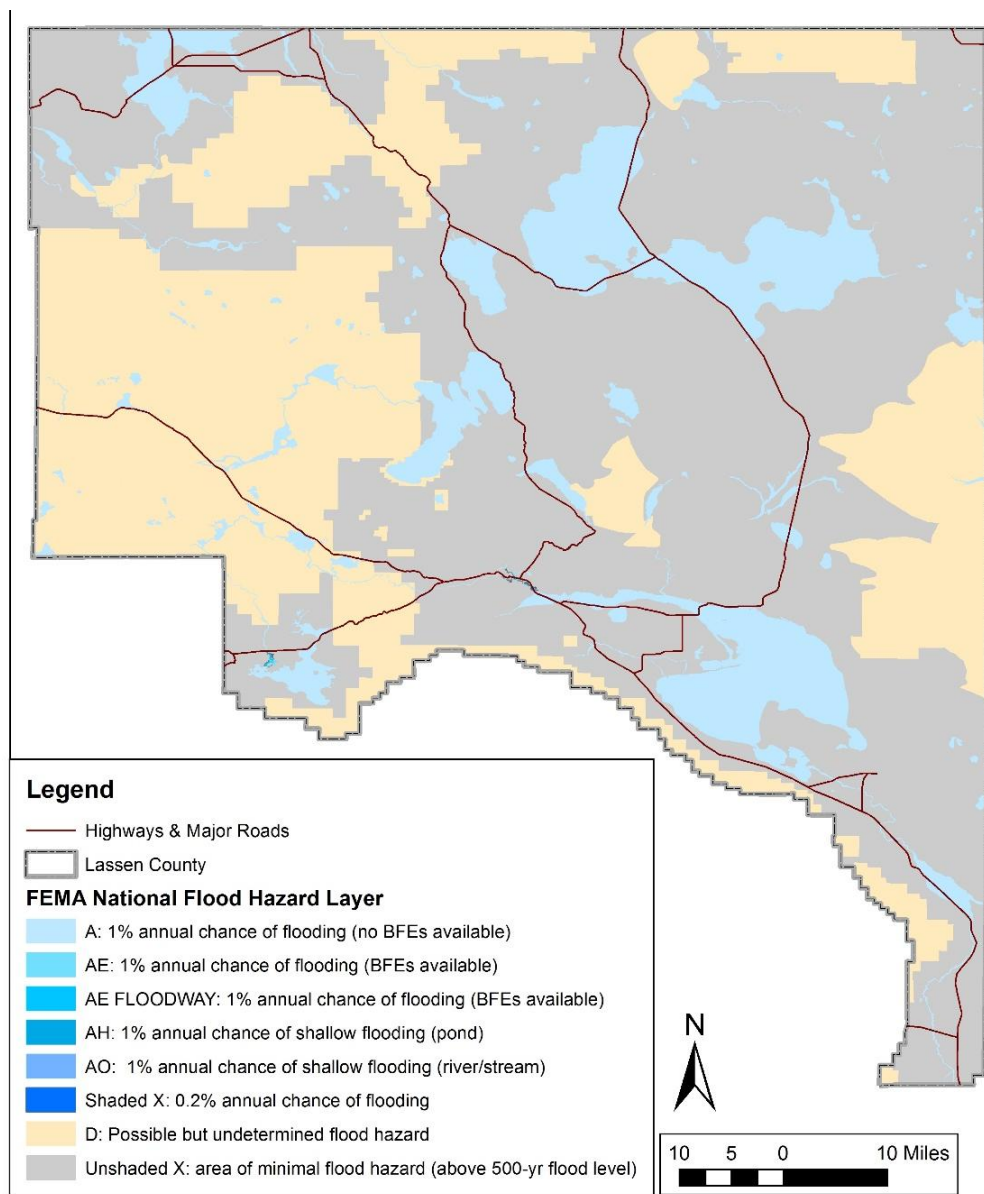 Legend
Highways & Major Roads
Lassen County
FEMA National Flood Hazard Layer
A: 1% annual chance of flooding (no BFEs available)
AE: 1% annual chance of flooding (BFEs available)
AE FLOODWAY: 1% annual chance of flooding (BFEs available)
AH: 1% annual chance of shallow flooding (pond)
AO: 1% annual chance of shallow flooding (river/stream)
Shaded X: 0.2% annual chance of flooding
D: Possible but undetermined flood hazard
Unshaded X: area of minimal flood hazard (above 500-yr flood level)
N
10 5 0 10 Miles